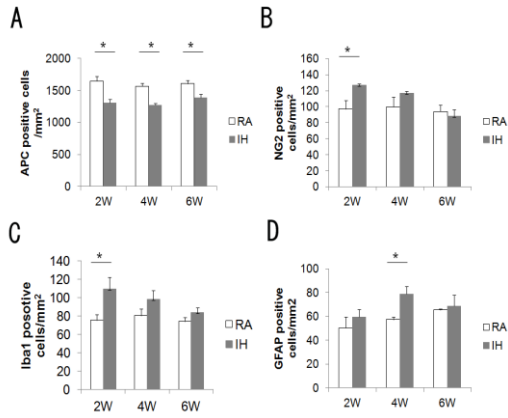 A
* * *
APC positive cells
/mm²
2000
1500
1000
500
0
2W 4W 6W
RA
IH
B
*
NG2 positive
cells/mm²
160
140
120
100
80
60
40
20
0
2W 4W 6W
RA
IH
C
*
Iba1 posotive
cells/mm²
140
120
100
80
60
40
20
0
2W 4W 6W
RA
IH
D
*
GFAP positive
cells/mm2
100
80
60
40
20
0
2W 4W 6W
RA
IH